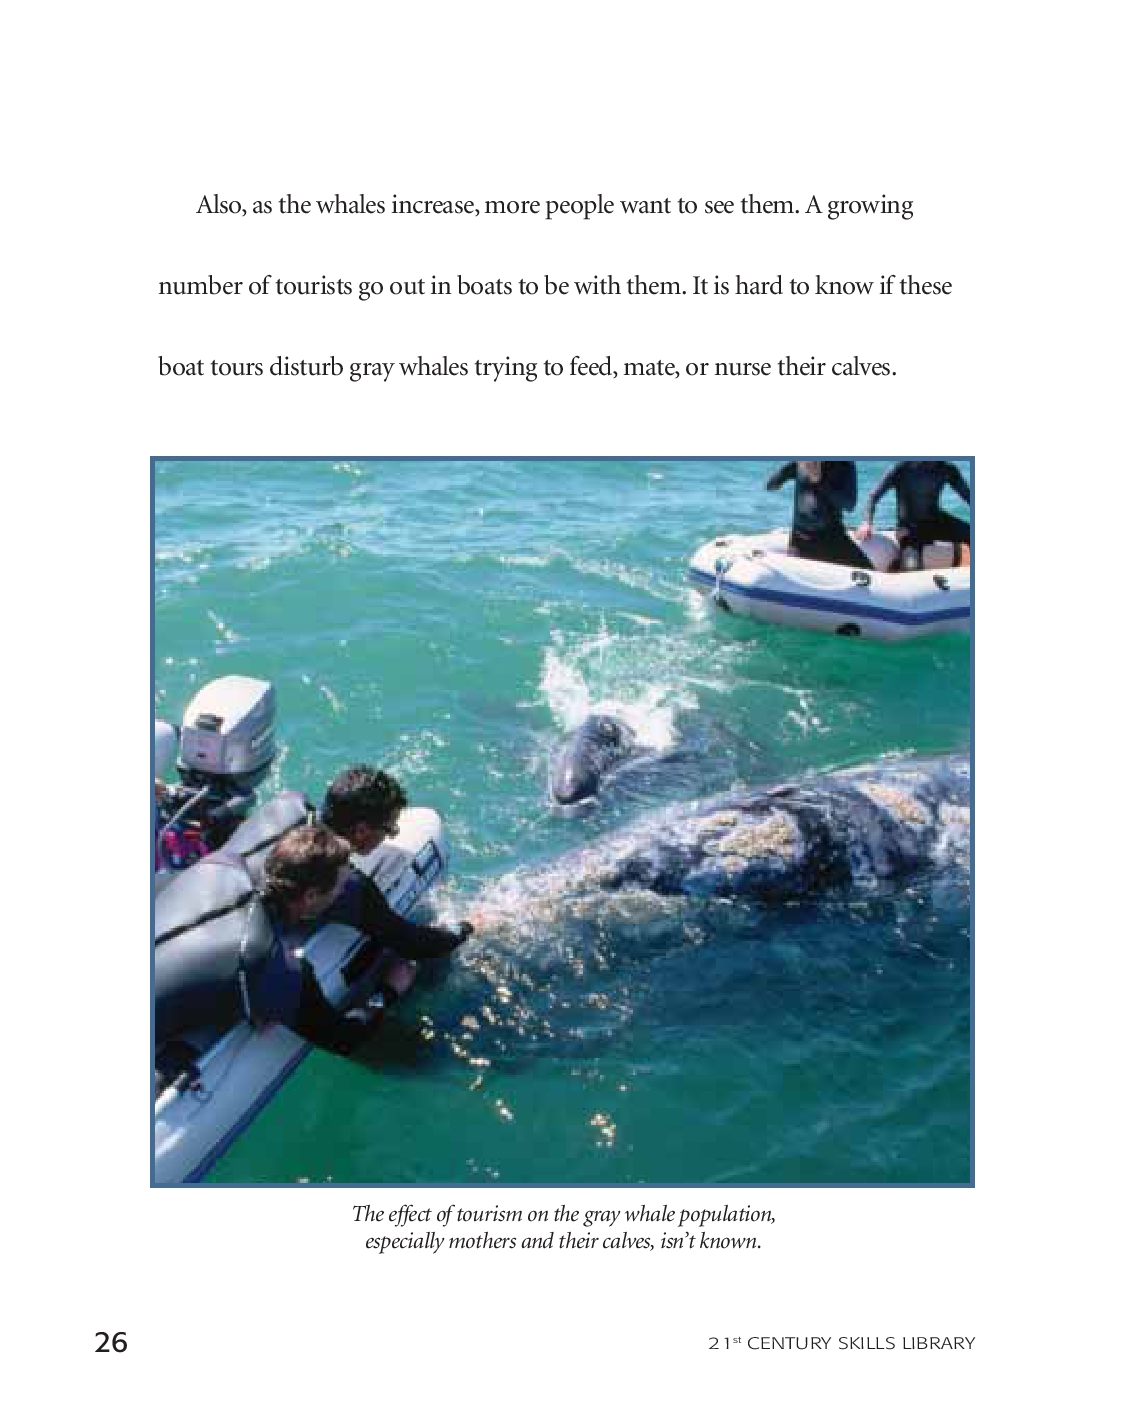 Also, as the whales increase, more people want to see them. A growing
number of tourists go out in boats to be with them. It is hard to know if these
boat tours disturb gray whales trying to feed, mate, or nurse their calves.
The effect of tourism on the gray whale population,
especially mothers and their calves, isn't known.
26
21st CENTURY SKILLS LIBRARY